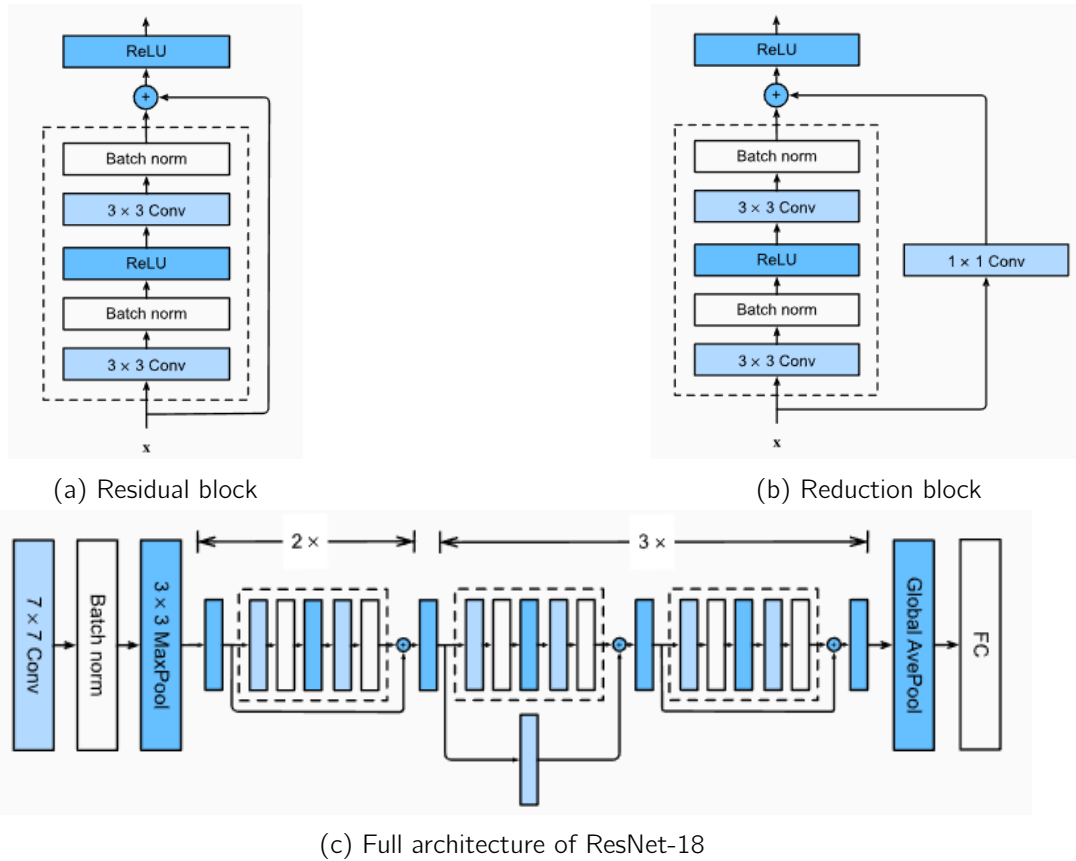 ReLU
+
Batch norm
3 × 3 Conv
ReLU
Batch norm
3 × 3 Conv
x
(a) Residual block
ReLU
+
Batch norm
3 × 3 Conv
ReLU
1 × 1 Conv
Batch norm
3 × 3 Conv
x
(b) Reduction block
2 ×
3 ×
7 × 7 Conv
Batch norm
3 × 3 MaxPool
+
+
+
Global AvePool
FC
(c) Full architecture of ResNet-18